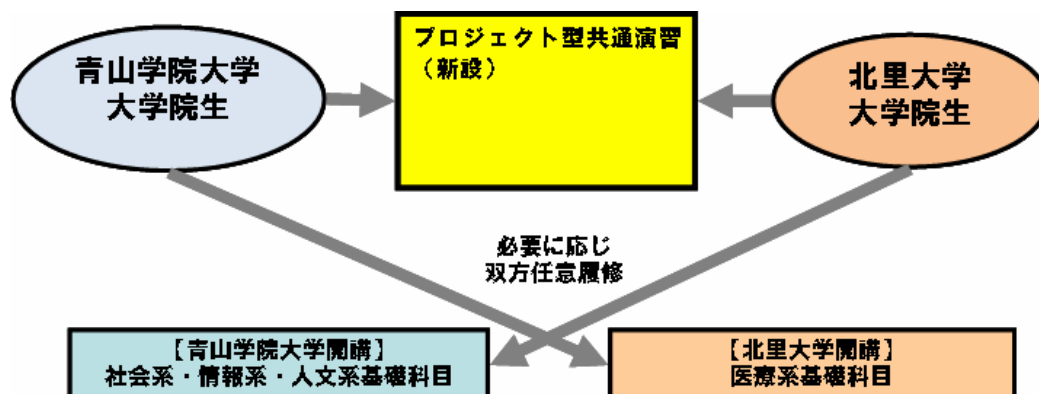 青山学院大学
大学院生
プロジェクト型共通演習
（新設）
北里大学
大学院生
必要に応じ
双方任意履修
【青山学院大学開講】
社会系・情報系・人文系基礎科目
【北里大学開講】
医療系基礎科目